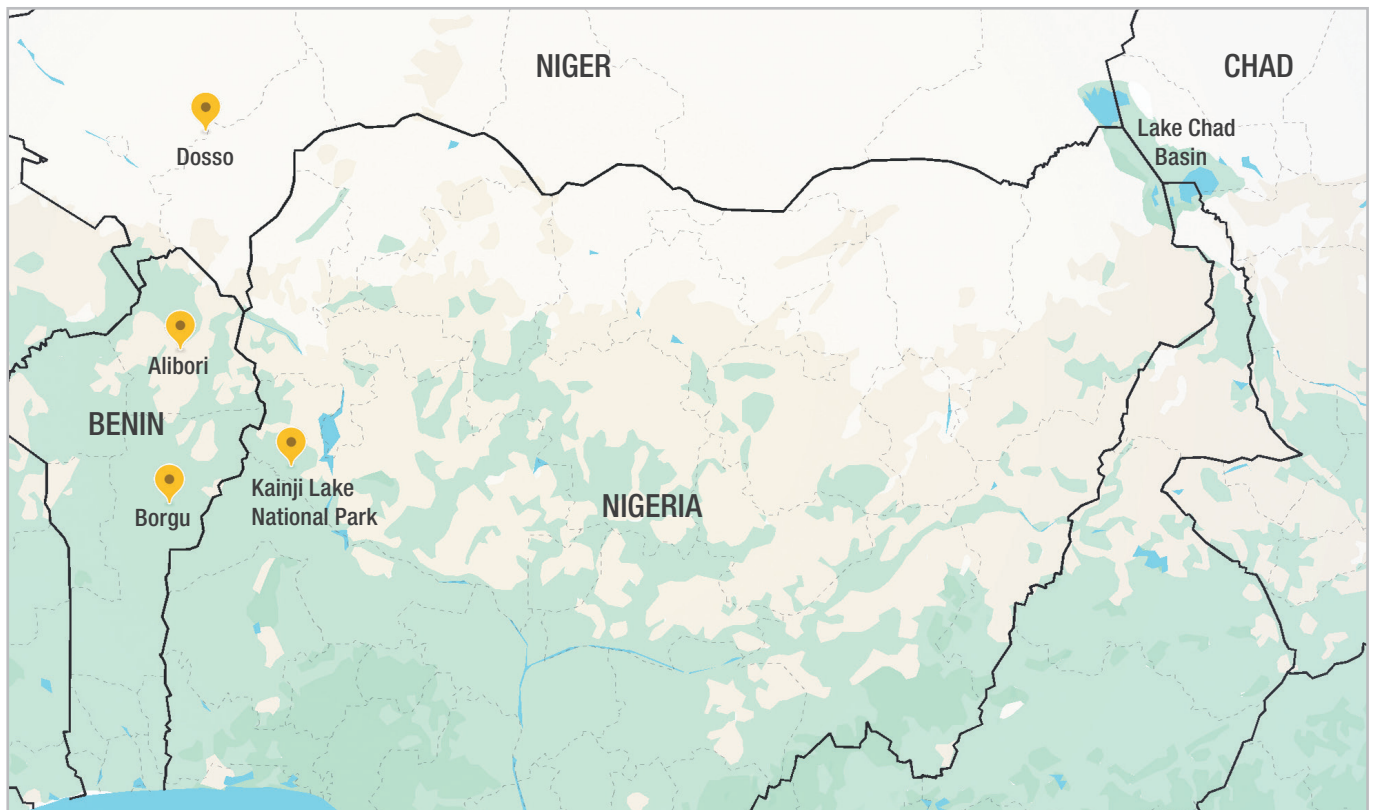 NIGER
CHAD
Lake Chad
Basin
Dosso
Alibori
BENIN
Kainji Lake
National Park
Borgu
NIGERIA